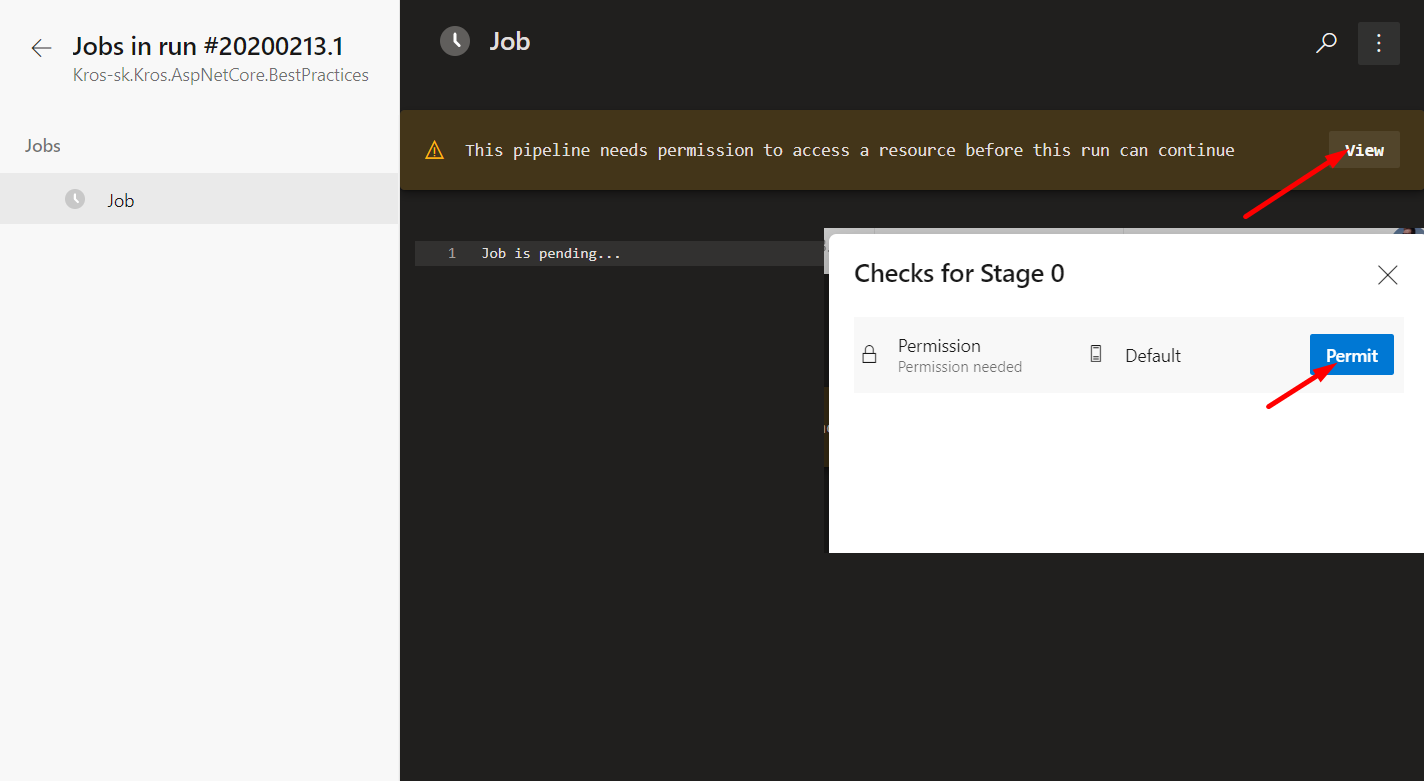 Jobs in run #20200213.1
Kros-sk.Kros.AspNetCore.BestPractices
Jobs
Job
Job
This pipeline needs permission to access a resource before this run can continue
View
1 Job is pending...
Checks for Stage 0
Permission
Permission needed
Default
Permit